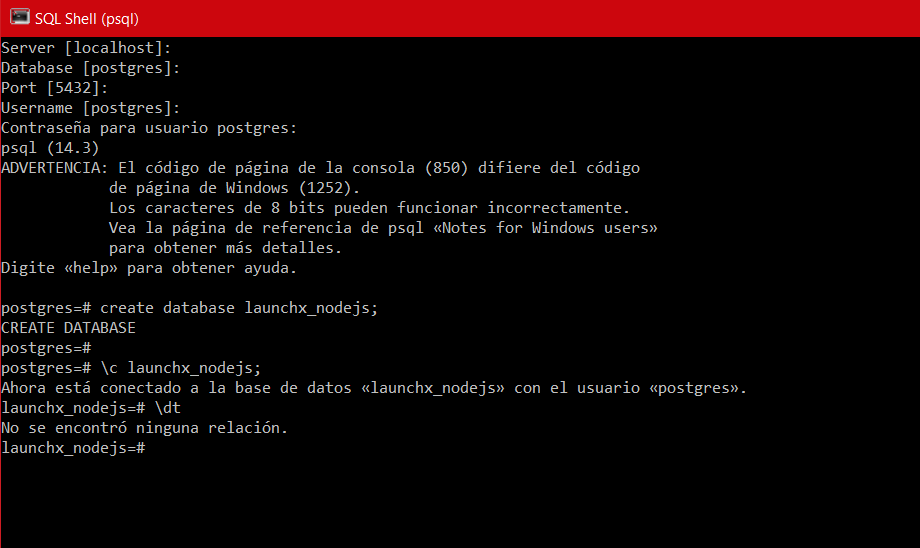 SQL Shell (psql)
Server [localhost]:
Database [postgres]:
Port [5432]:
Username [postgres]:
Contraseña para usuario postgres:
psql (14.3)
ADVERTENCIA: El código de página de la consola (850) difiere del código
            de página de Windows (1252).
            Los caracteres de 8 bits pueden funcionar incorrectamente.
            Vea la página de referencia de psql «Notes for Windows users»
            para obtener más detalles.
Digite «help» para obtener ayuda.

postgres=# create database launchx_nodejs;
CREATE DATABASE
postgres=#
postgres=# \c launchx_nodejs;
Ahora está conectado a la base de datos «launchx_nodejs» con el usuario «postgres».
launchx_nodejs=# \dt
No se encontró ninguna relación.
launchx_nodejs=#